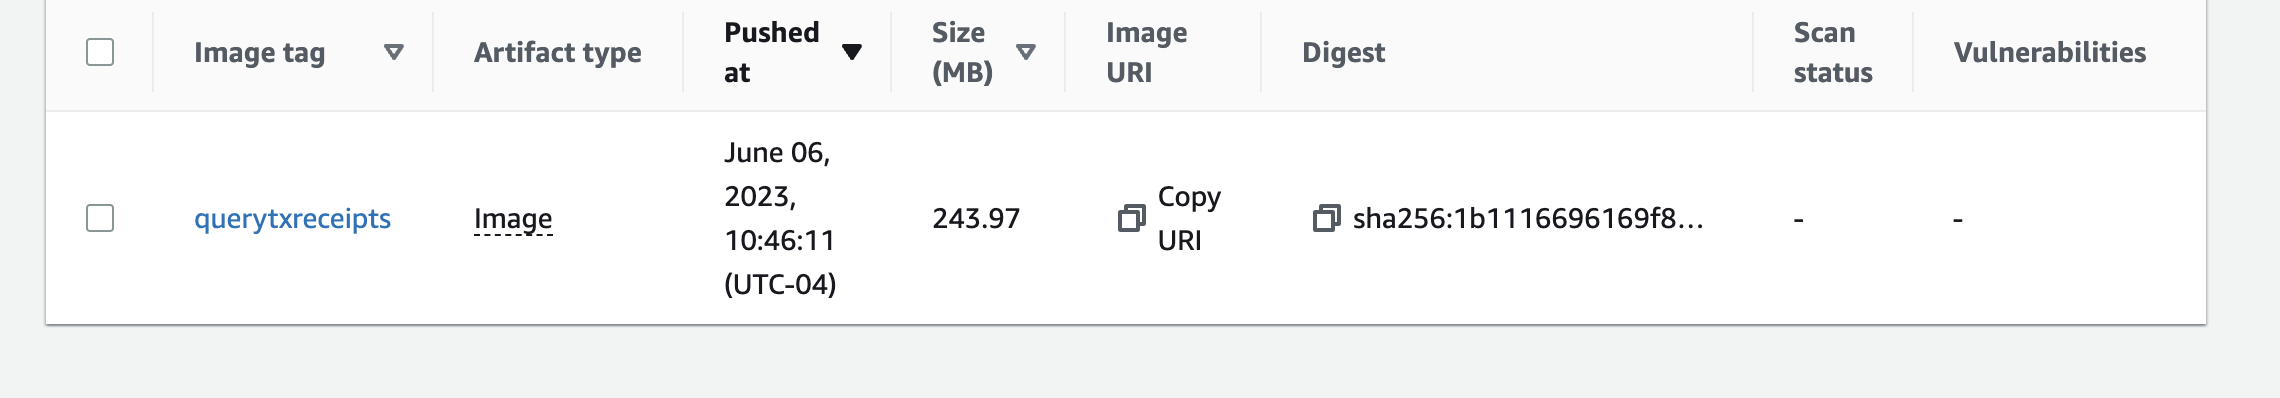 Image tag
Artifact type
Pushed
at
Size
(MB)
Image
URI
Digest
Scan
status
Vulnerabilities
querytxreceipts
Image
June 06,
2023,
10:46:11
(UTC-04)
243.97
Copy
URI
sha256:1b1116696169f8...
-
-